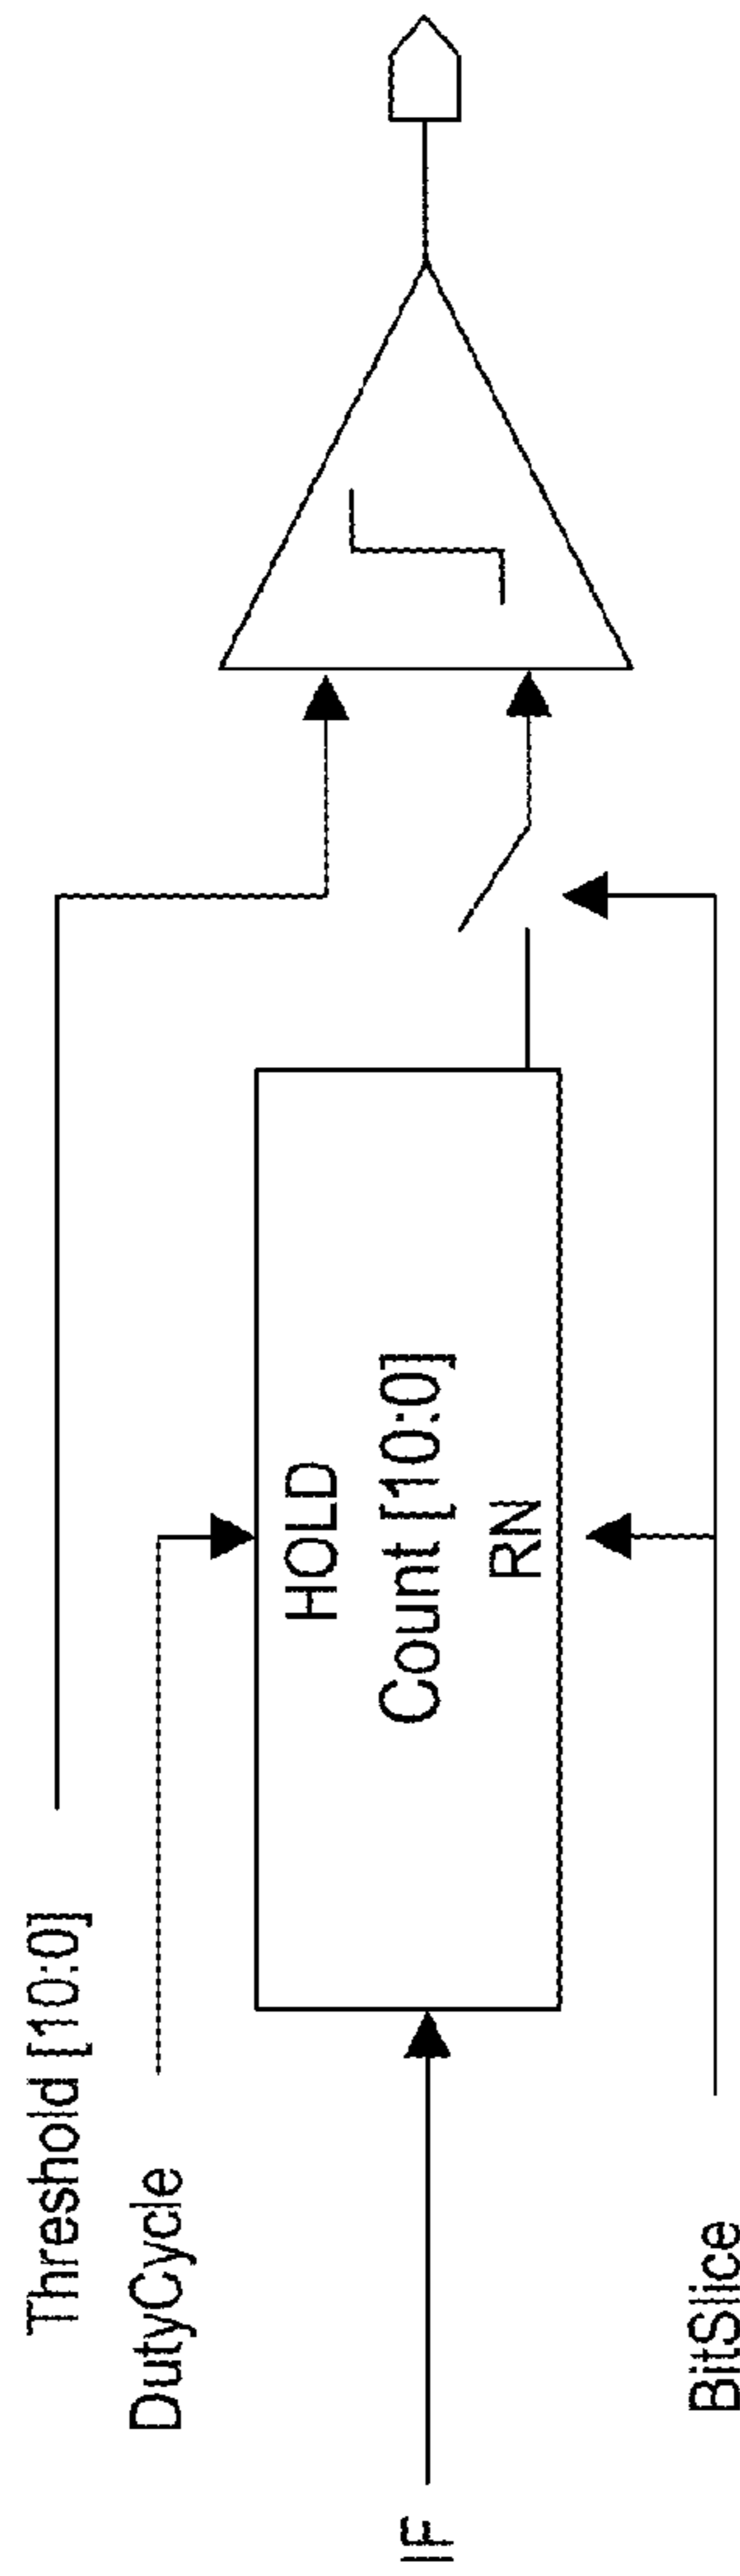 Threshold [10:0]
DutyCycle
HOLD
Count [10:0]
RN
IF
BitSlice